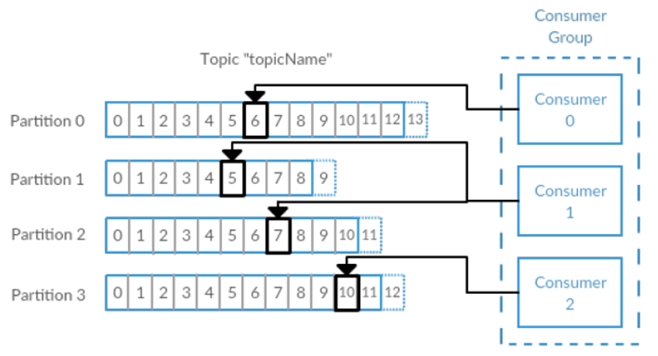 Consumer
Group
Topic "topicName"
Partition 0 0 1 2 3 4 5 6 7 8 9 10 11 12 13
Consumer
0
Partition 1 0 1 2 3 4 5 6 7 8 9
Consumer
1
Partition 2 0 1 2 3 4 5 6 7 8 9 10 11
Partition 3 0 1 2 3 4 5 6 7 8 9 10 11 12
Consumer
2